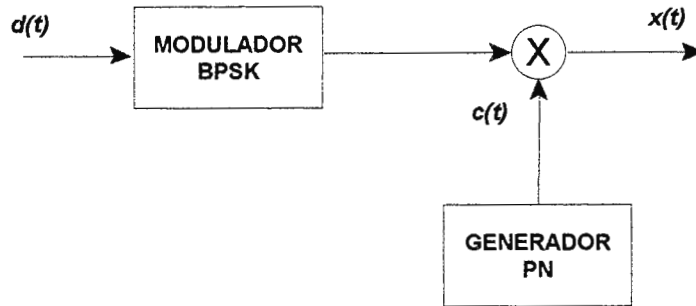 d(t)
MODULADOR
BPSK
X
x(t)
c(t)
GENERADOR
PN